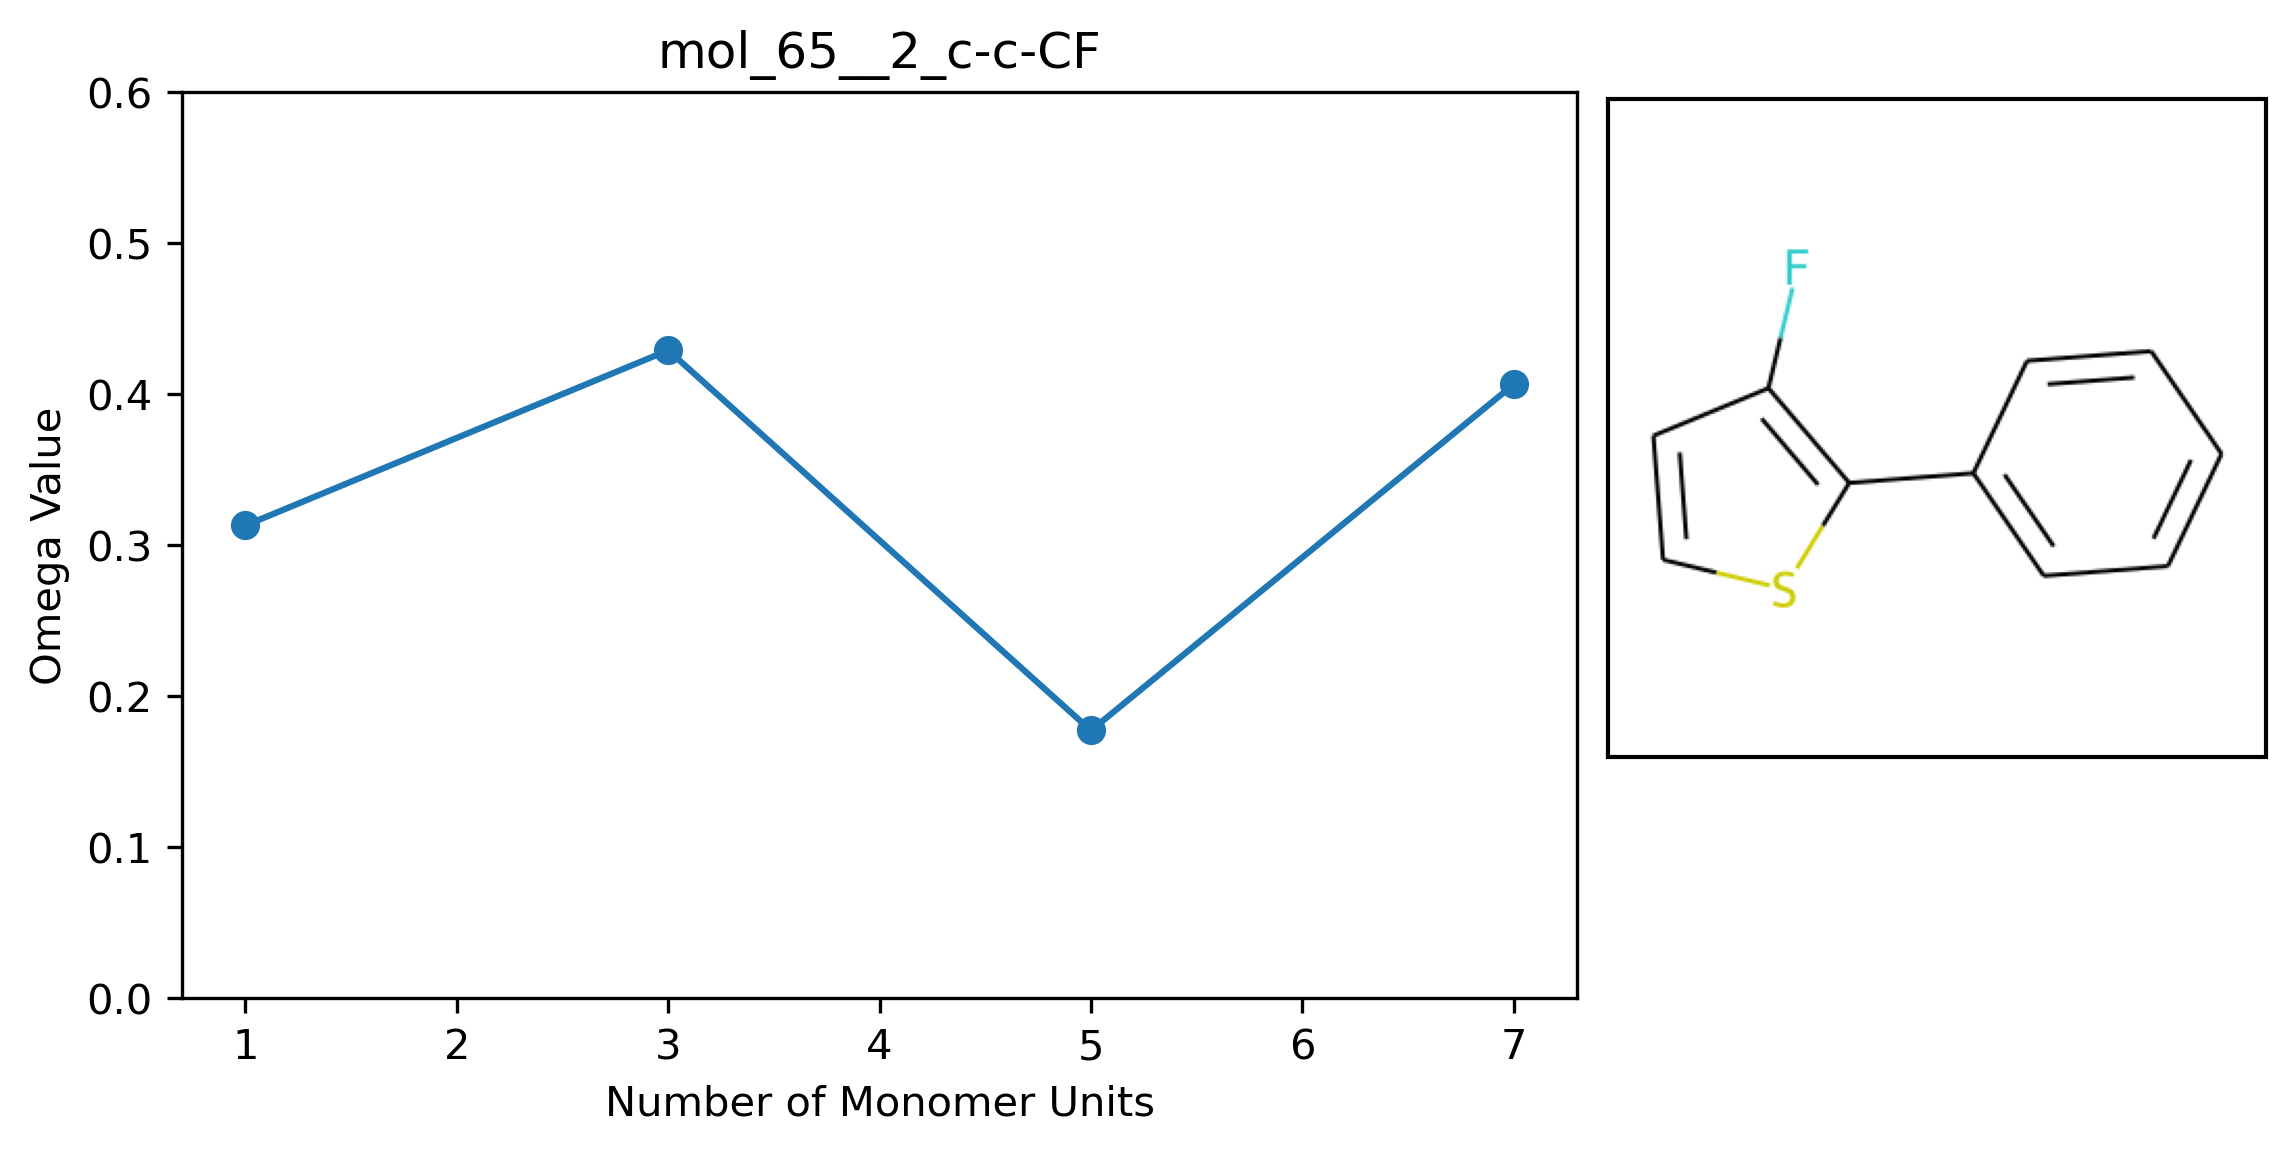 mol_65__2_c-c-CF
0.6
0.5
0.4
0.3
0.2
0.1
0.0
Omega Value
1 2 3 4 5 6 7
Number of Monomer Units
F
S